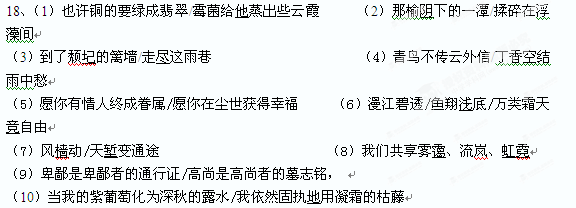 18、（1）也许铜的要绿成翡翠/霉菌给他蒸出些云霞 （2）那榆阴下的一潭/揉碎在浮
藻间
（3）到了颓圮的篱墙/走尽这雨巷 （4）青鸟不传云外信/丁香空结
雨中愁
（5）愿你有情人终成眷属/愿你在尘世获得幸福 （6）漫江碧透/鱼翔浅底/万类霜天
竞自由
（7）风樯动/天堑变通途 （8）我们共享雾霭、流岚、虹霓
（9）卑鄙是卑鄙者的通行证/高尚是高尚者的墓志铭，
（10）当我的紫葡萄化为深秋的露水/我依然固执地用凝霜的枯藤